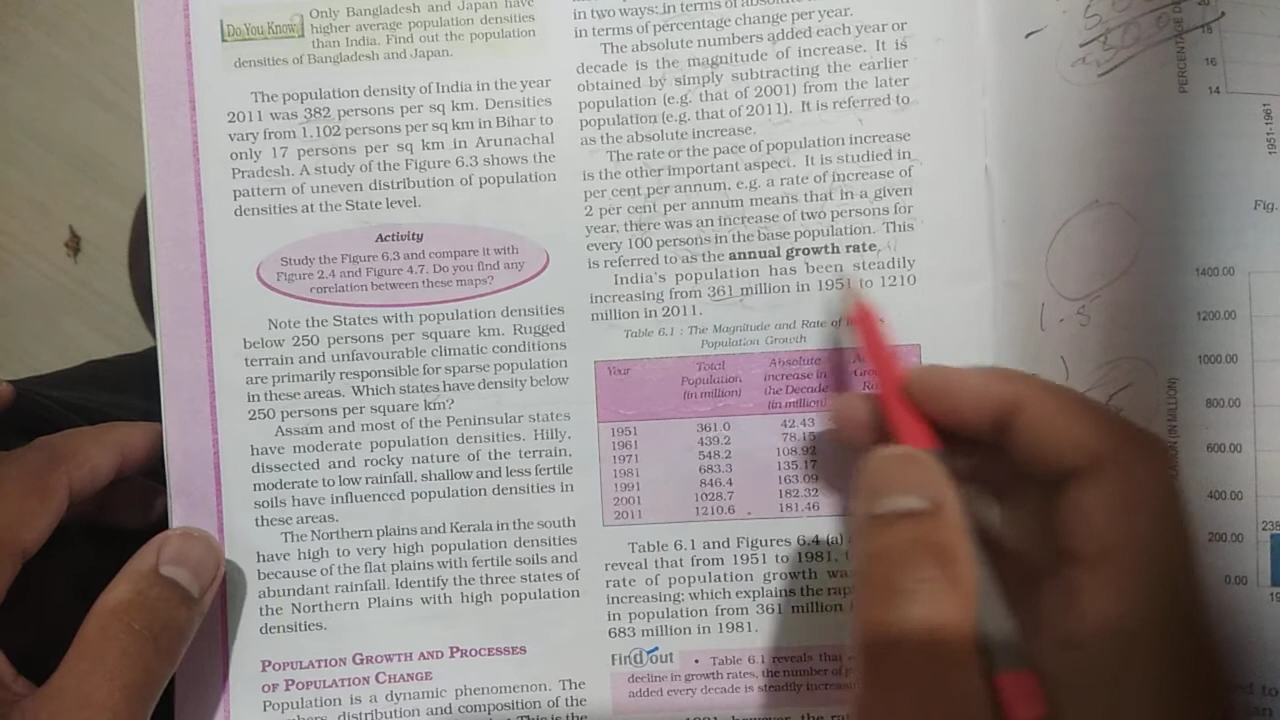 Only Bangladesh and Japan have
Do You Know
higher average population densities
than India. Find out the population
densities of Bangladesh and Japan.
The population density of India in the year
2011 was 382 persons per sq km. Densities
vary from 1,102 persons per sq km in Bihar to
only 17 persons per sq km in Arunachal
Pradesh. A study of the Figure 6.3 shows the
pattern of uneven distribution of population
densities at the State level.
Activity
Study the Figure 6.3 and compare it with
Figure 2.4 and Figure 4.7. Do you find any
corelation between these maps?
Note the States with population densities
below 250 persons per square km. Rugged
terrain and unfavourable climatic conditions
are primarily responsible for sparse population
in these areas. Which states have density below
250 persons per square km?
Assam and most of the Peninsular states
have moderate population densities. Hilly,
dissected and rocky nature of the terrain,
moderate to low rainfall, shallow and less fertile
soils have influenced population densities in
these areas.
The Northern plains and Kerala in the south
have high to very high population densities
because of the flat plains with fertile soils and
abundant rainfall. Identify the three states of
the Northern Plains with high population
densities.
POPULATION GROWTH AND PROCESSES
OF POPULATION CHANGE
Population is a dynamic phenomenon. The
distribution and composition of the
in two ways: in terms of absolute
in terms of percentage change per year.
The absolute numbers added each year or
decade is the magnitude of increase. It is
obtained by simply subtracting the earlier
population (e.g. that of 2001) from the later
population (e.g. that of 2011). It is referred to
as the absolute increase.
The rate or the pace of population increase
is the other important aspect. It is studied in
per cent per annum, e.g. a rate of increase of
2 per cent per annum means that in a given
year, there was an increase of two persons for
every 100 persons in the base population. This
is referred to as the annual growth rate.
India's population has been steadily
increasing from 361 million in 1951 to 1210
million in 2011.
Table 6.1 : The Magnitude and Rate of
Population Growth
Year Total Population (in million) Absolute increase in the Decade (in million)
1951 361.0 42.43
1961 439.2 78.15
1971 548.2 108.92
1981 683.3 135.17
1991 846.4 163.09
2001 1028.7 182.32
2011 1210.6 181.46
Table 6.1 and Figures 6.4 (a)
reveal that from 1951 to 1981,
rate of population growth
increasing; which explains the
in population from 361 million
683 million in 1981.
Find out
• Table 6.1 reveals that
decline in growth rates, the number of
added every decade is steadily
PERCENTAGE
18
16
14
1951-1961
Fig.
1-5
1400.00
1200.00
1000.00
800.00
600.00
400.00
200.00
0.00
(IN MILLION)